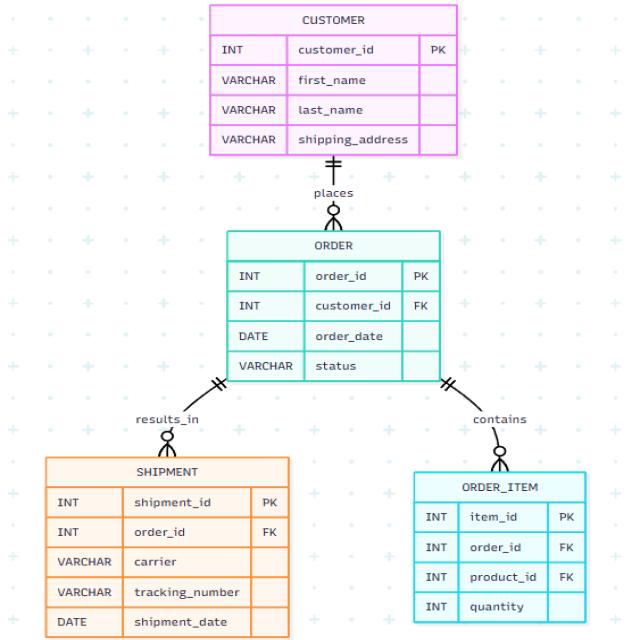 CUSTOMER
INT customer_id PK
VARCHAR first_name
VARCHAR last_name
VARCHAR shipping_address
places
ORDER
INT order_id PK
INT customer_id FK
DATE order_date
VARCHAR status
results_in
contains
SHIPMENT
INT shipment_id PK
INT order_id FK
VARCHAR carrier
VARCHAR tracking_number
DATE shipment_date
ORDER_ITEM
INT item_id PK
INT order_id FK
INT product_id FK
INT quantity